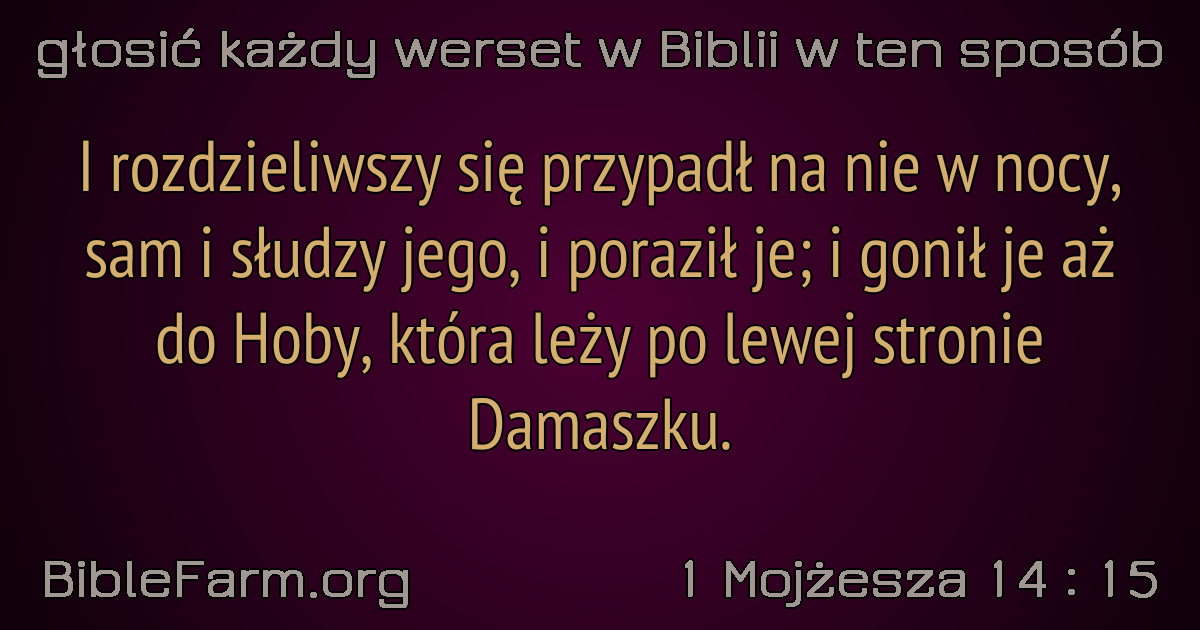 głosić każdy werset w Biblii w ten sposób
I rozdzieliwszy się przypadł na nie w nocy,
sam i słudzy jego, i poraził je; i gonił je aż
do Hoby, która leży po lewej stronie
Damaszku.
BibleFarm.org
1 Mojżesza 14 : 15